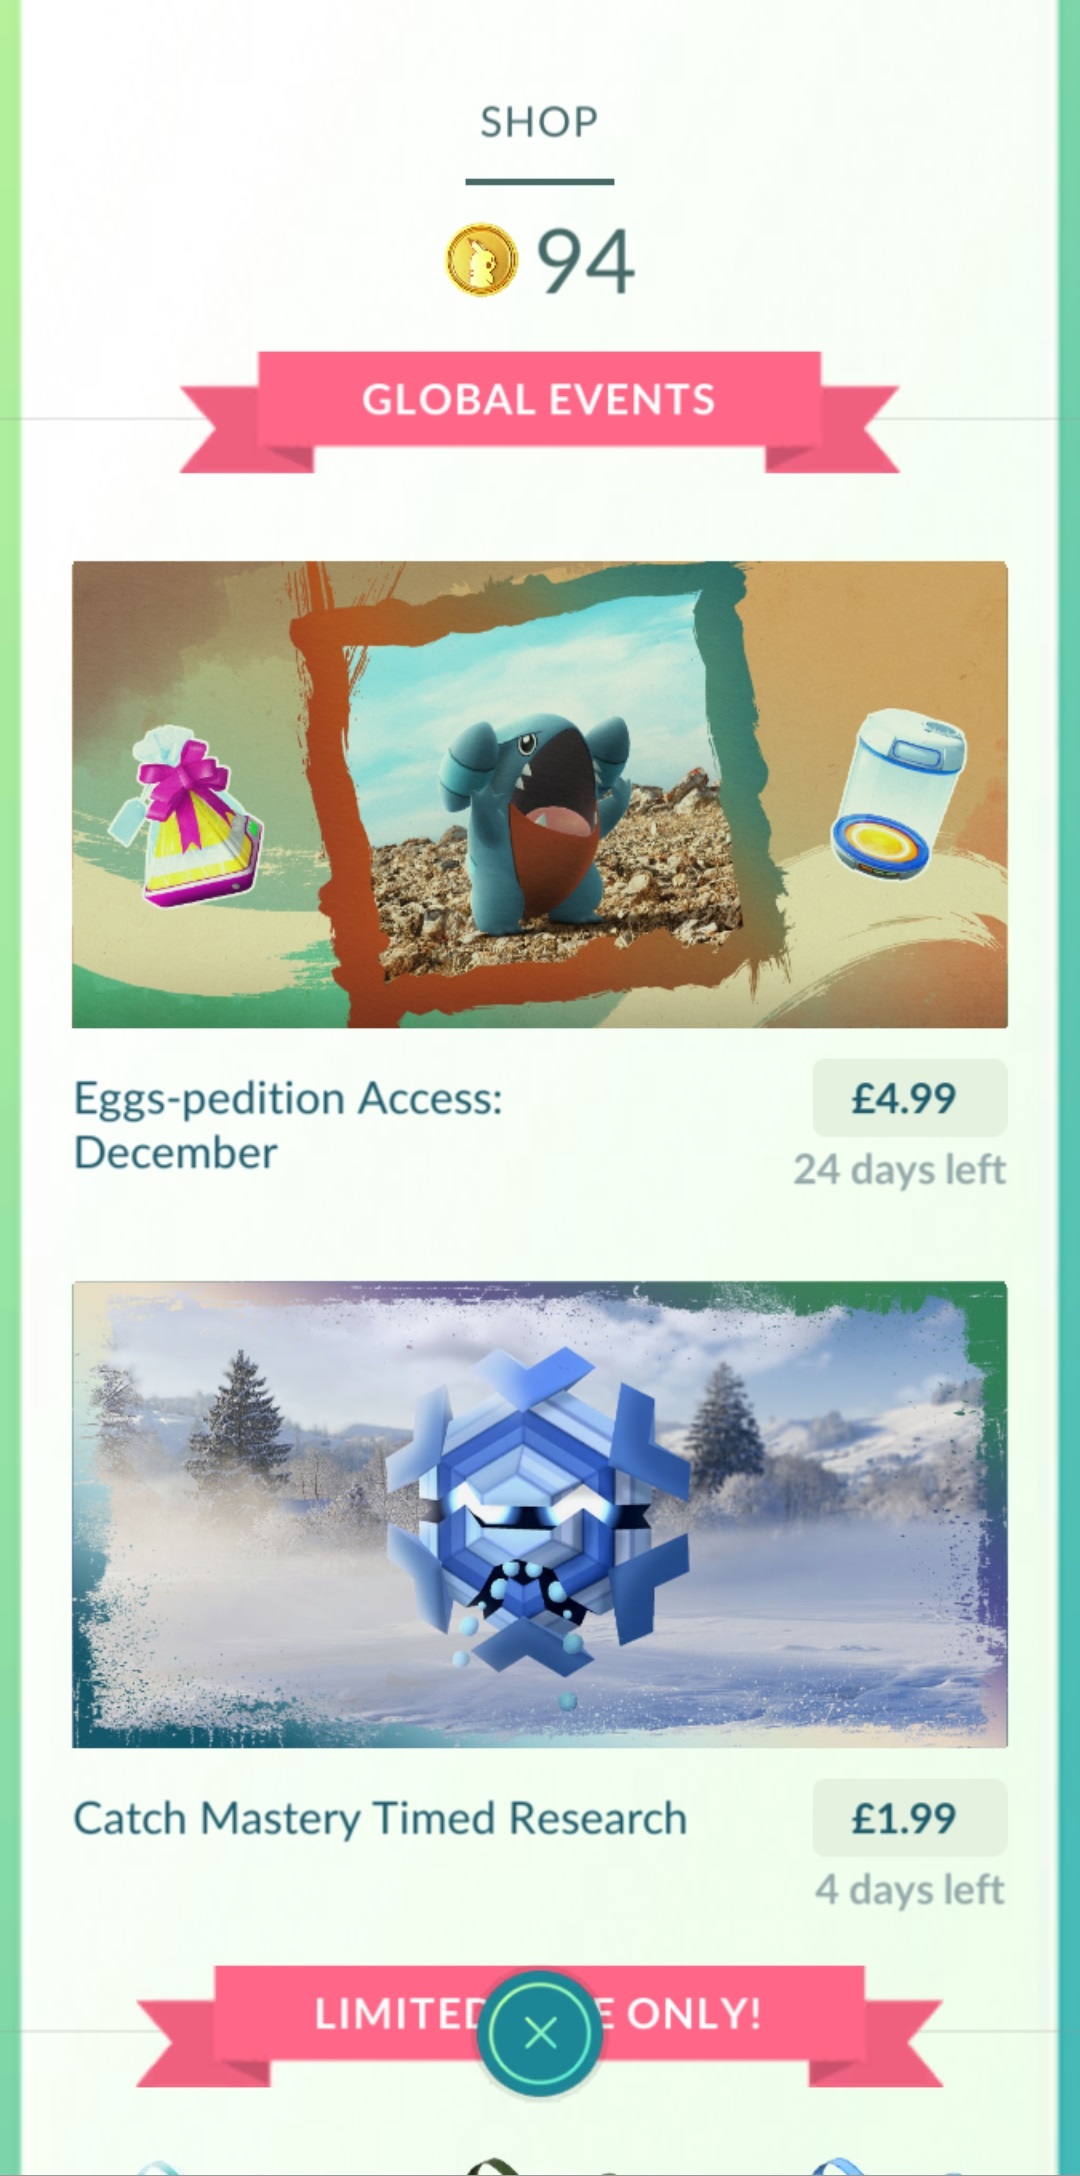 SHOP
94
GLOBAL EVENTS
Eggs-pedition Access:
December
£4.99
24 days left
Catch Mastery Timed Research
£1.99
4 days left
LIMITED ONLY!